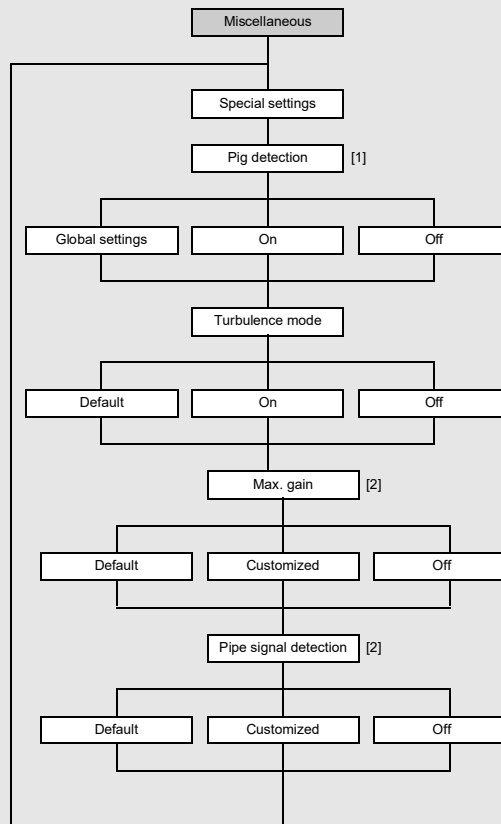 Miscellaneous
Special settings
Pig detection [1]
Global settings On Off
Turbulence mode
Default On Off
Max. gain [2]
Default Customized Off
Pipe signal detection [2]
Default Customized Off